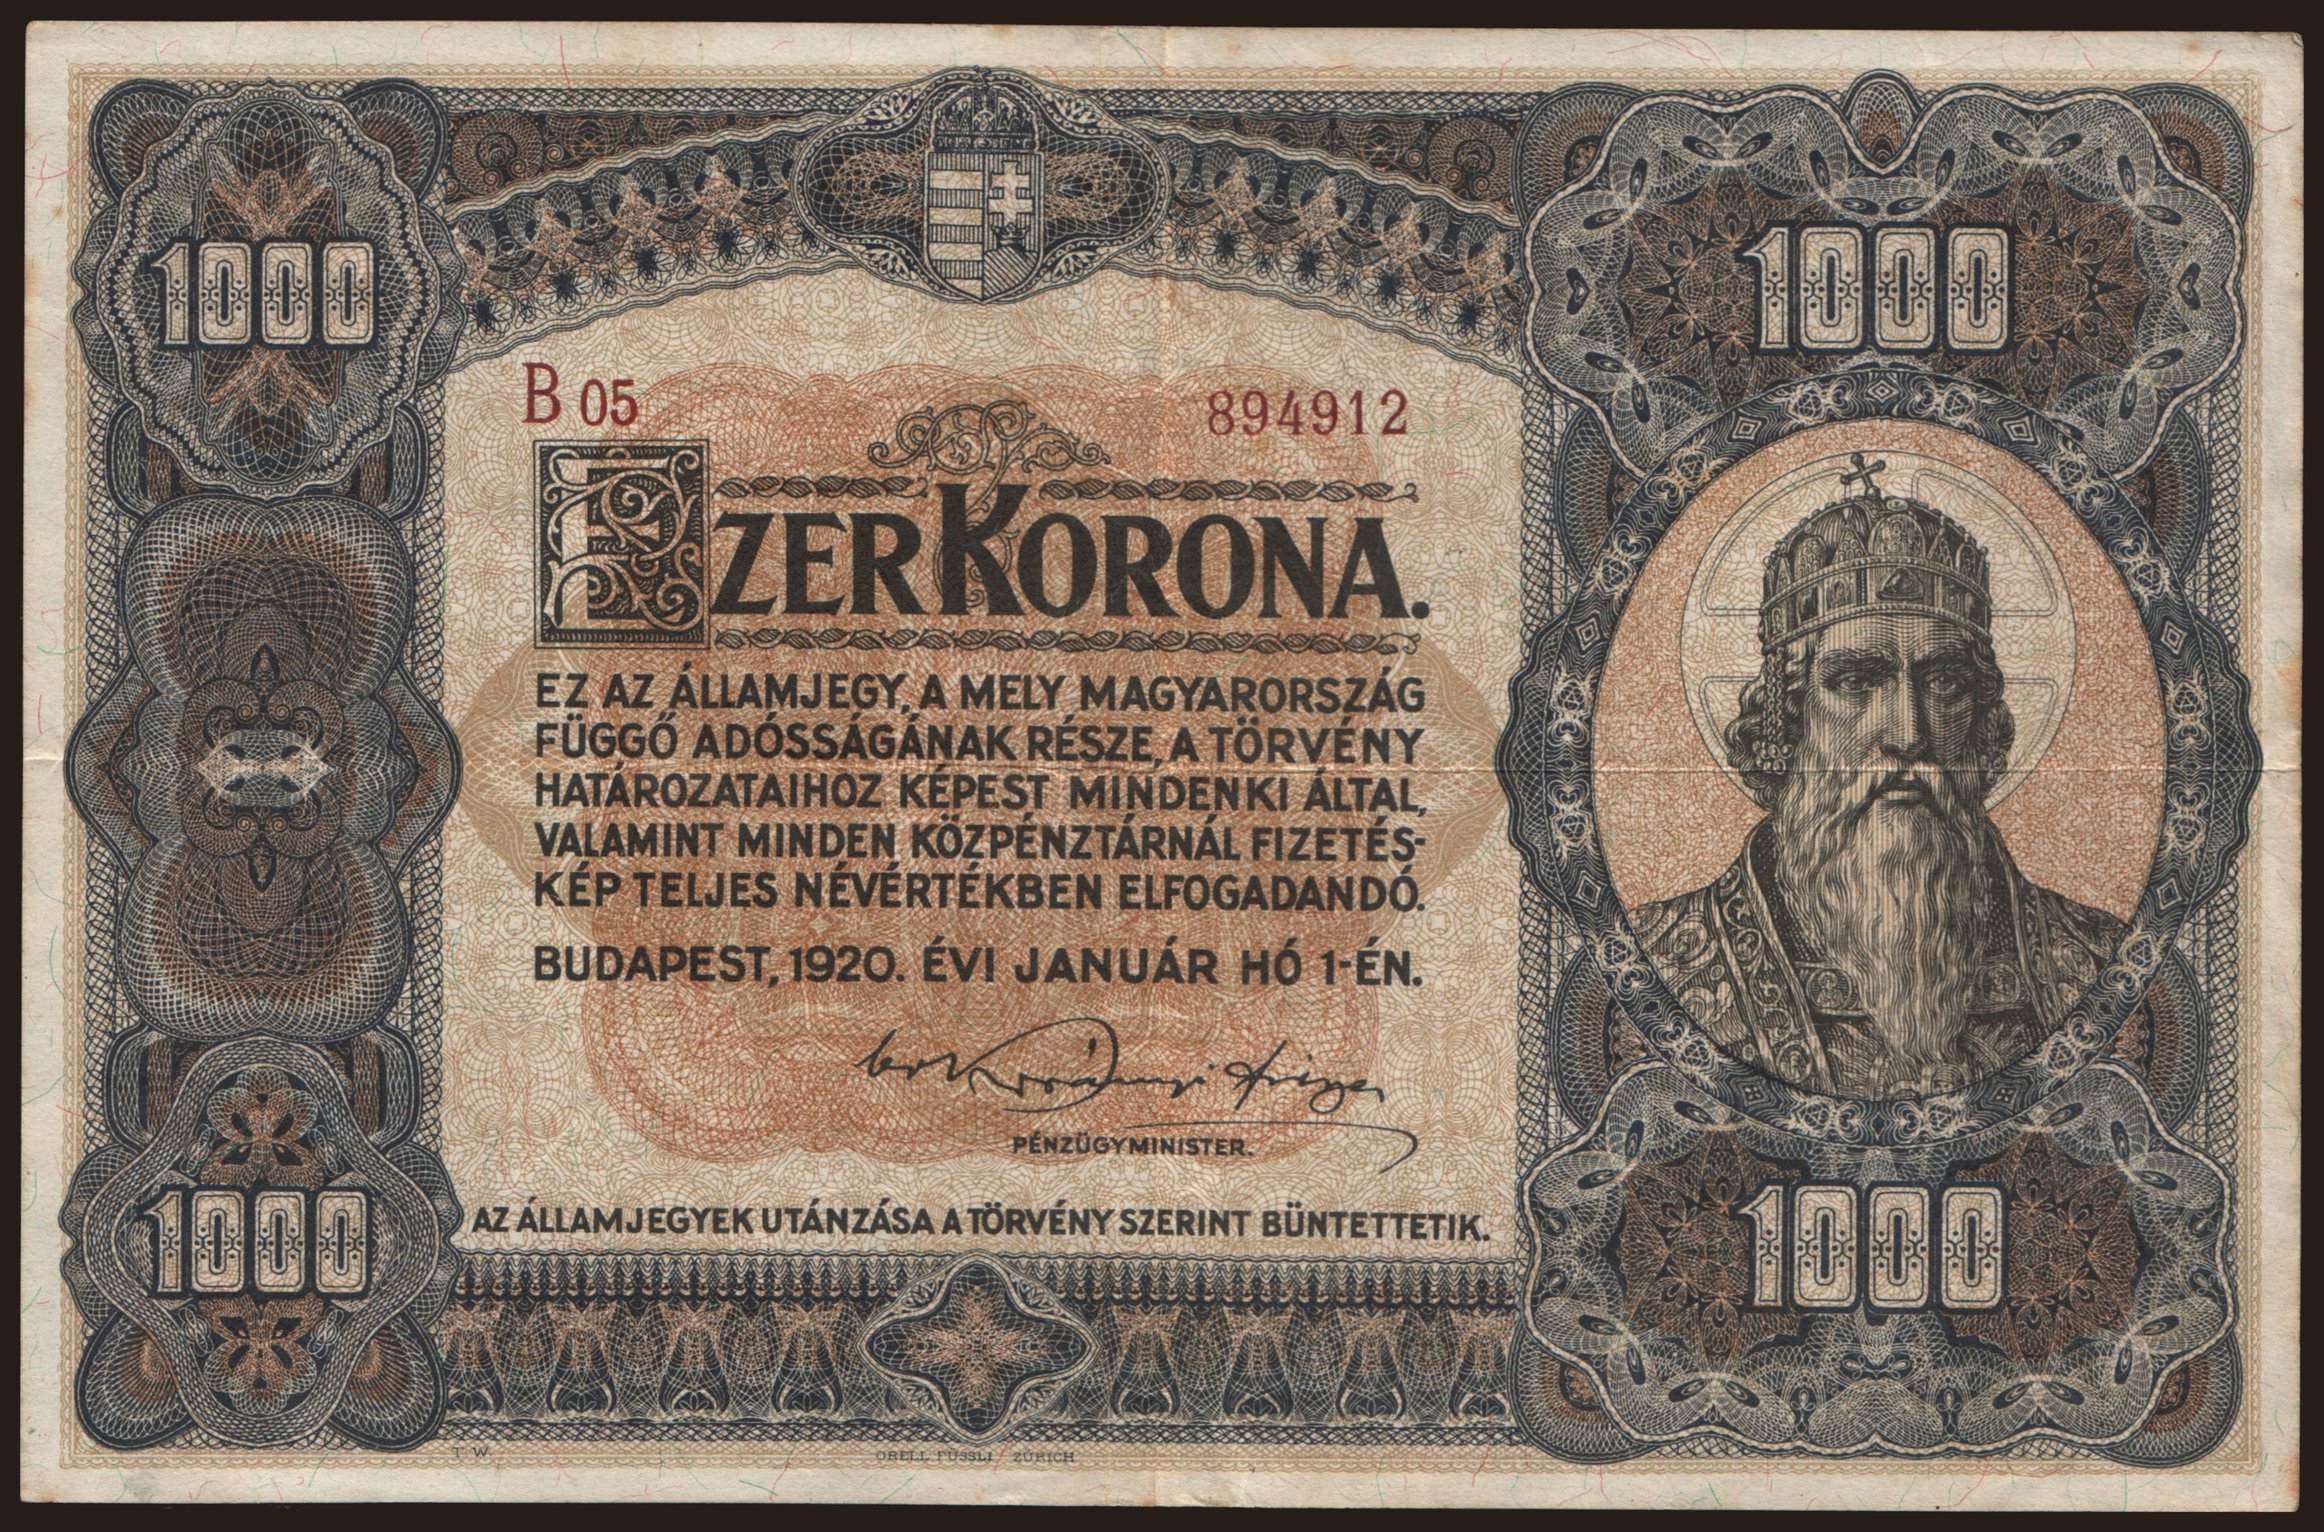 1000
1000
B 05
894912
EZER KORONA.
EZ AZ ÁLLAMJEGY, A MELY MAGYARORSZÁG
FÜGGŐ ADÓSSÁGÁNAK RÉSZE, A TÖRVÉNY
HATÁROZATAIHOZ KÉPEST MINDENKI ÁLTAL,
VALAMINT MINDEN KÖZPÉNZTÁRNÁL FIZETÉS-
KÉP TELJES NÉVÉRTÉKBEN ELFOGADANDÓ.
BUDAPEST, 1920. ÉVI JANUÁR HÓ 1-ÉN.
Korányi Frigyes
PÉNZÜGYMINISTER.
AZ ÁLLAMJEGYEK UTÁNZÁSA A TÖRVÉNY SZERINT BÜNTETTETIK.
1000
1000
T. W.
ORELL FÜSSLI ZÜRICH